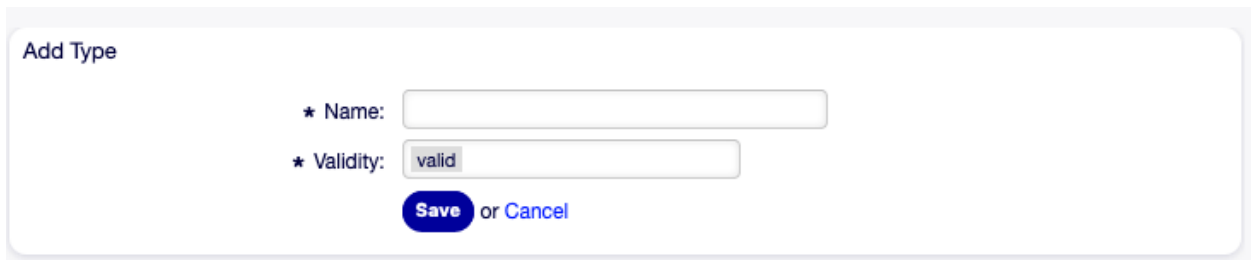 Add Type
★ Name:
★ Validity: valid
Save or Cancel